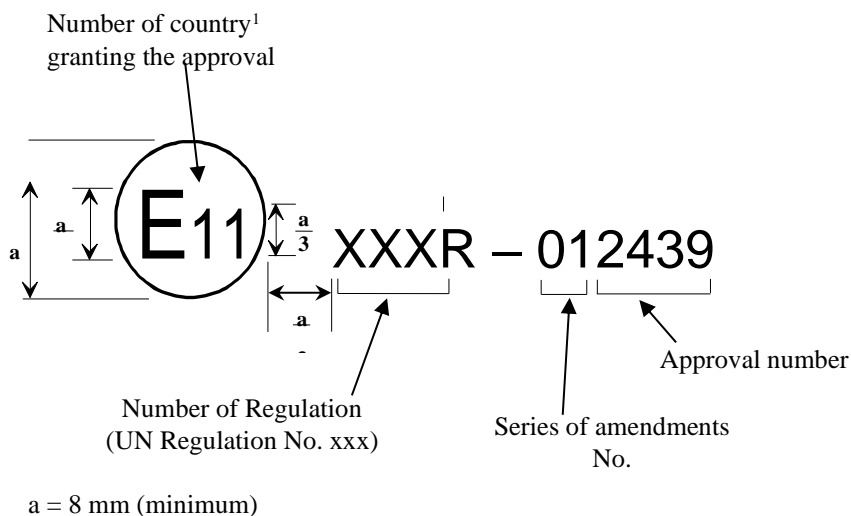 Number of country1
granting the approval
a
a
E11
a
3
XXXR – 012439
a
Approval number
Number of Regulation
(UN Regulation No. xxx)
Series of amendments
No.
a = 8 mm (minimum)